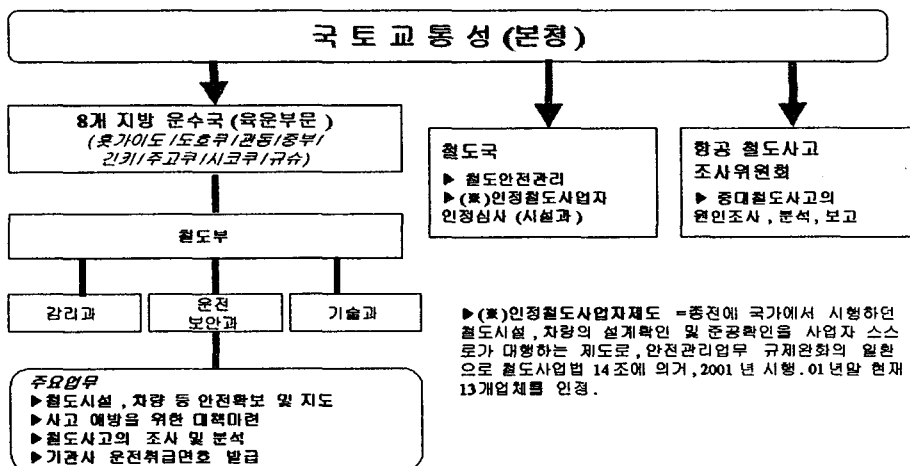 국 토 교 통 성 (본청)
8개 지방 운수국 (육운부문 )
(홋가이도 / 도호쿠 / 관동 / 중부 /
긴키 / 주고쿠 / 시코쿠 / 규슈)
철도국
▶ 철도안전관리
▶(※)인정철도사업자
인정심사 (시설과 )
항공 철도사고
조사위원회
▶ 중대철도사고의
원인조사 , 분석 , 보고
철도부
감리과
운전
보안과
기술과
▶(※)인정철도사업자제도 =종전에 국가에서 시행하던
철도시설 , 차량의 설계확인 및 준공확인을 사업자 스스
로가 대행하는 제도로 , 안전관리업무 규제완화의 일환
으로 철도사업법 14조에 의거 , 2001 년 시행 . 01년말 현재
13개업체를 인정 .
주요업무
▶철도시설 , 차량 등 안전확보 및 지도
▶사고 예방을 위한 대책마련
▶철도사고의 조사 및 분석
▶기관사 운전취급면허 발급